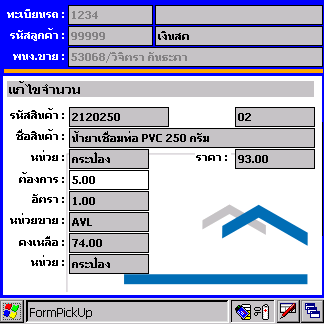 ทะเบียนรถ : 1234
รหัสลูกค้า : 99999 เงินสด
พนง.ขาย : 53068/วิจิตรา กันธะตา
แก้ไขจำนวน
รหัสสินค้า : 2120250 02
ชื่อสินค้า : น้ำยาเชื่อมท่อ PVC 250 กรัม
หน่วย : กระป๋อง ราคา : 93.00
ต้องการ : 5.00
อัตรา : 1.00
หน่วยขาย : AVL
คงเหลือ : 74.00
หน่วย : กระป๋อง
FormPickUp